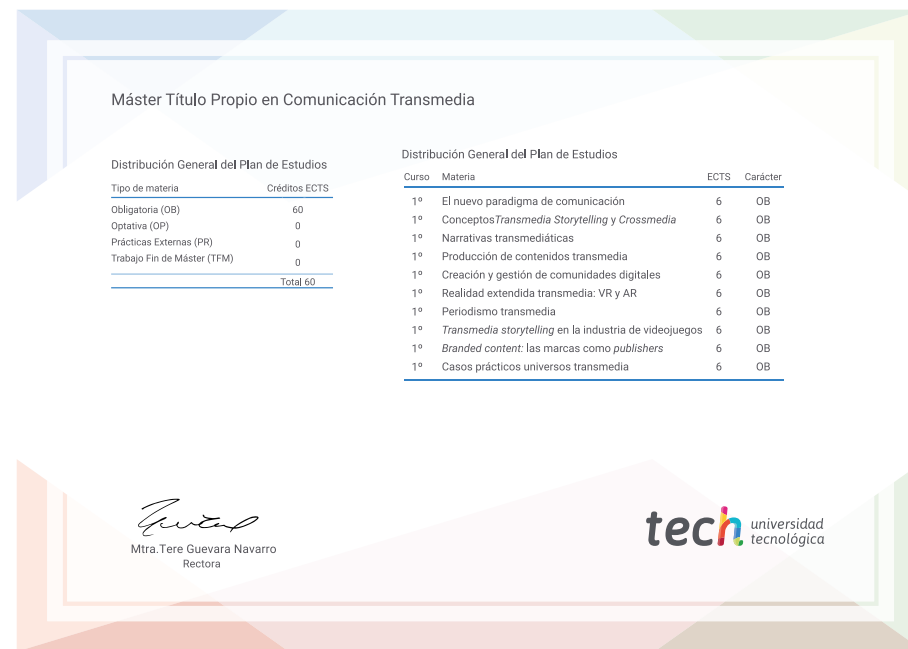 Máster Título Propio en Comunicación Transmedia
Distribución General del Plan de Estudios
Tipo de materia Créditos ECTS
Obligatoria (OB) 60
Optativa (OP) 0
Prácticas Externas (PR) 0
Trabajo Fin de Máster (TFM) 0
Total 60
Distribución General del Plan de Estudios
Curso Materia ECTS Carácter
1º El nuevo paradigma de comunicación 6 OB
1º ConceptosTransmedia Storytelling y Crossmedia 6 OB
1º Narrativas transmediáticas 6 OB
1º Producción de contenidos transmedia 6 OB
1º Creación y gestión de comunidades digitales 6 OB
1º Realidad extendida transmedia: VR y AR 6 OB
1º Periodismo transmedia 6 OB
1º Transmedia storytelling en la industria de videojuegos 6 OB
1º Branded content: las marcas como publishers 6 OB
1º Casos prácticos universos transmedia 6 OB
Mtra.Tere Guevara Navarro
Rectora
tech universidad
tecnológica